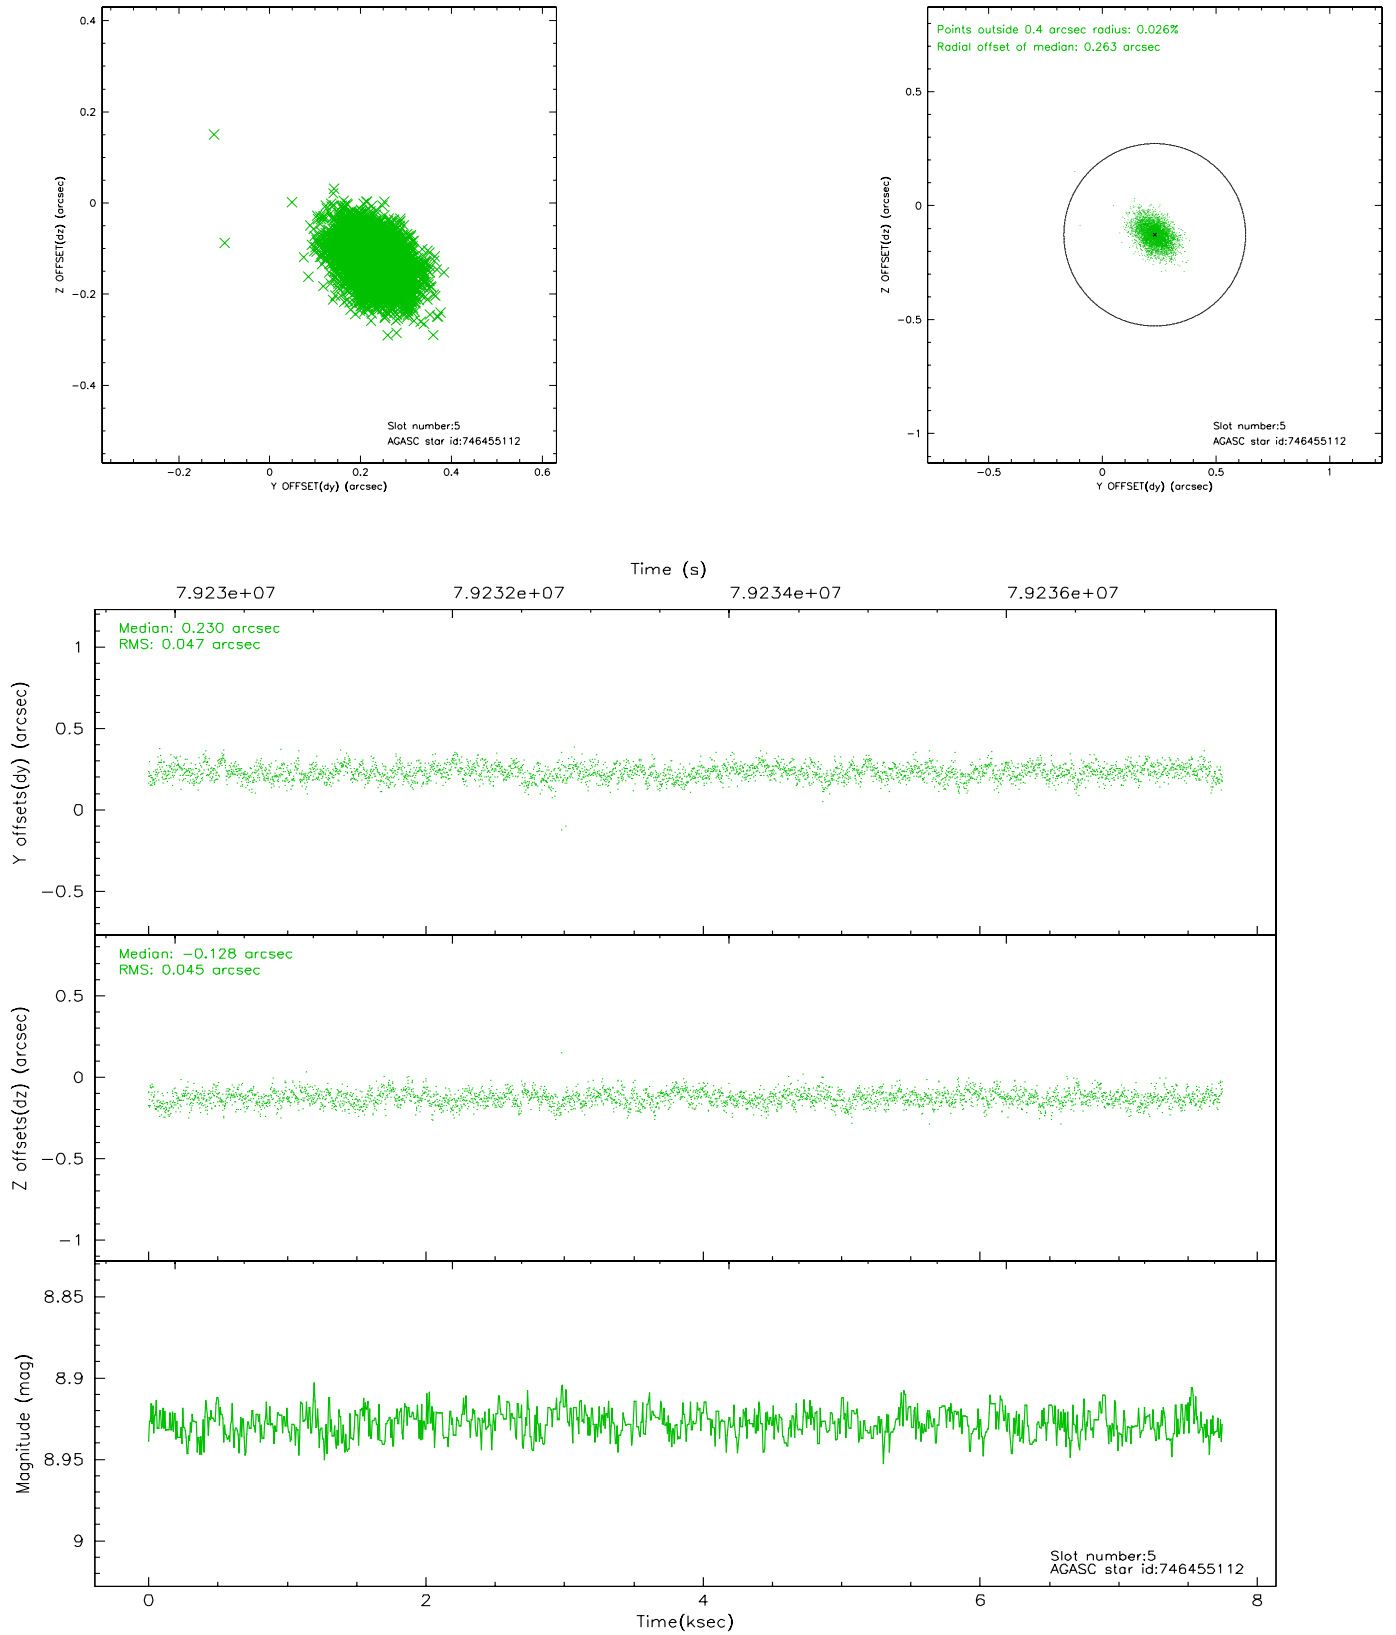 0.4
0.2
0
−0.2
−0.4
Z OFFSET(dz) (arcsec)
Slot number:5
AGASC star id:746455112
−0.2 0 0.2 0.4 0.6
Y OFFSET(dy) (arcsec)
Points outside 0.4 arcsec radius: 0.026%
Radial offset of median: 0.263 arcsec
0.5
0
−0.5
−1
Z OFFSET(dz) (arcsec)
Slot number:5
AGASC star id:746455112
−0.5 0 0.5 1
Y OFFSET(dy) (arcsec)
Time (s)
7.923e+07 7.9232e+07 7.9234e+07 7.9236e+07
Median: 0.230 arcsec
RMS: 0.047 arcsec
1
0.5
0
−0.5
Y offsets(dy) (arcsec)
Median: −0.128 arcsec
RMS: 0.045 arcsec
0.5
0
−0.5
−1
Z offsets(dz) (arcsec)
8.85
8.9
8.95
9
Magnitude (mag)
Slot number:5
AGASC star id:746455112
0 2 4 6 8
Time(ksec)